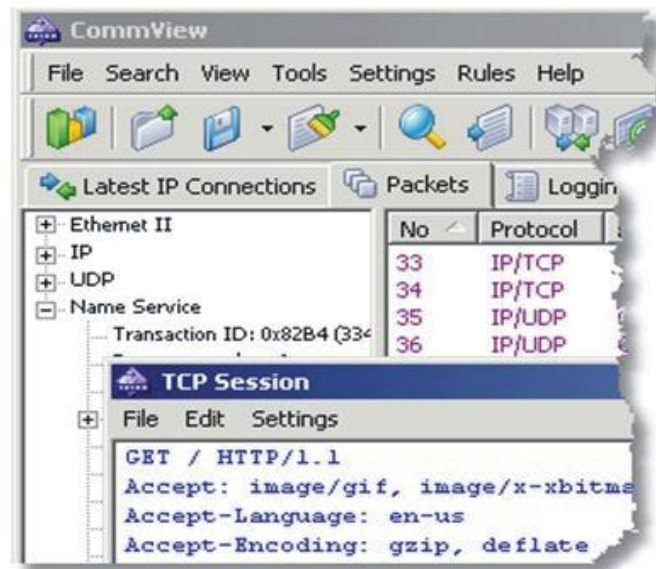 CommView
File Search View Tools Settings Rules Help
Latest IP Connections Packets Loggin
Ethernet II
IP
UDP
Name Service
Transaction ID: 0x82B4 (334
No Protocol
33 IP/TCP
34 IP/TCP
35 IP/UDP
36 IP/UDP
TCP Session
File Edit Settings
GET / HTTP/1.1
Accept: image/gif, image/x-xbitma
Accept-Language: en-us
Accept-Encoding: gzip, deflate